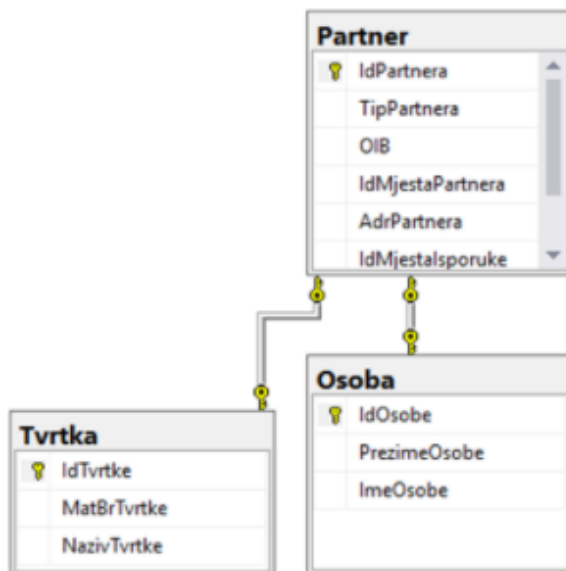 Partner
IdPartnera
TipPartnera
OIB
IdMjestaPartnera
AdrPartnera
IdMjestaIsporuke
Tvrtka
IdTvrtke
MatBrTvrtke
NazivTvrtke
Osoba
IdOsobe
PrezimeOsobe
ImeOsobe